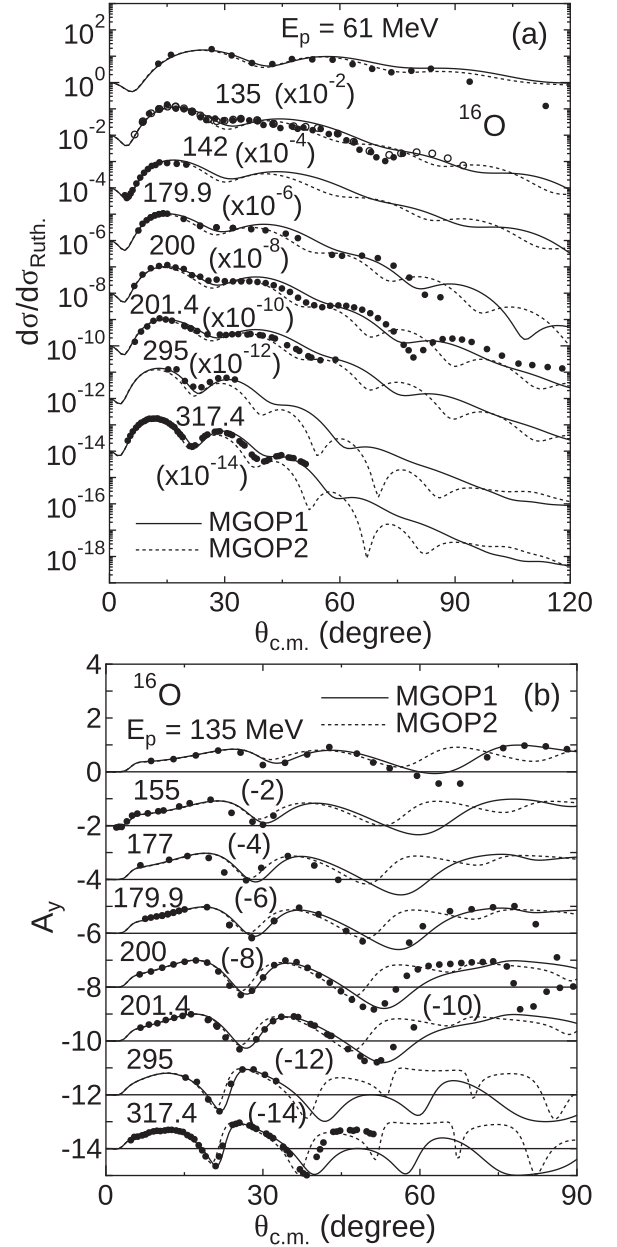 10^2
E_p = 61 MeV
(a)
10^0
135 (x10^-2)
^16O
10^-2
142 (x10^-4)
10^-4
179.9
(x10^-6)
10^-6
200
(x10^-8)
10^-8
201.4
(x10^-10)
10^-10
295
(x10^-12)
10^-12
317.4
10^-14
(x10^-14)
10^-16
MGOP1
MGOP2
10^-18
dσ/dσ_Ruth.
0 30 60 90 120
θ_c.m. (degree)
4
^16O
MGOP1
(b)
2
E_p = 135 MeV
MGOP2
0
155
(-2)
-2
177
(-4)
-4
179.9
(-6)
-6
200
(-8)
-8
201.4
(-10)
-10
295
(-12)
-12
317.4
(-14)
-14
A_y
0 30 60 90
θ_c.m. (degree)